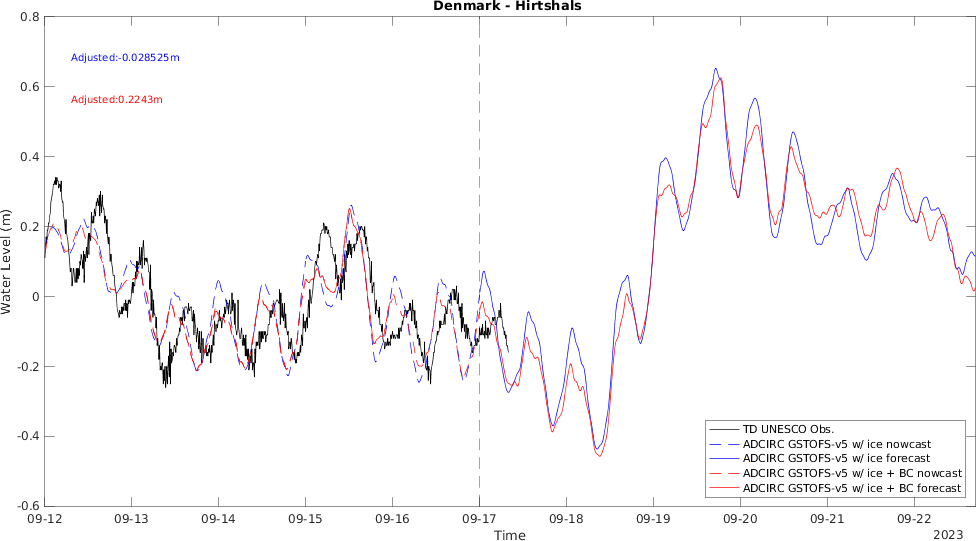 Denmark - Hirtshals
0.8
0.6
0.4
0.2
0
-0.2
-0.4
-0.6
Water Level (m)
Adjusted:-0.028525m
Adjusted:0.2243m
TD UNESCO Obs.
ADCIRC GSTOFS-v5 w/ ice nowcast
ADCIRC GSTOFS-v5 w/ ice forecast
ADCIRC GSTOFS-v5 w/ ice + BC nowcast
ADCIRC GSTOFS-v5 w/ ice + BC forecast
09-12 09-13 09-14 09-15 09-16 09-17 09-18 09-19 09-20 09-21 09-22
Time
2023